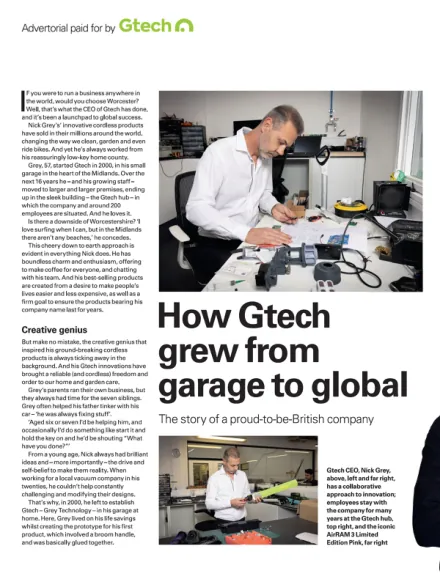 Advertorial paid for by Gtech
IF you were to run a business anywhere in
the world, would you choose Worcester?
Well, that's what the CEO of Gtech has done,
and it's been a launchpad to global success.
Nick Grey's' innovative cordless products
have sold in their millions around the world,
changing the way we clean, garden and even
ride bikes. And yet he's always worked from
his reassuringly low-key home county.
Grey, 57, started Gtech in 2000, in his small
garage in the heart of the Midlands. Over the
next 16 years he – and his growing staff –
moved to larger and larger premises, ending
up in the sleek building – the Gtech hub – in
which the company and around 200
employees are situated. And he loves it.
Is there a downside of Worcestershire? 'I
love surfing when I can, but in the Midlands
there aren't any beaches,' he concedes.
This cheery down to earth approach is
evident in everything Nick does. He has
boundless charm and enthusiasm, offering
to make coffee for everyone, and chatting
with his team. And his best-selling products
are created from a desire to make people's
lives easier and less expensive, as well as a
firm goal to ensure the products bearing his
company name last for years.
Creative genius
But make no mistake, the creative genius that
inspired his ground-breaking cordless
products is always ticking away in the
background. And his Gtech innovations have
brought a reliable (and cordless) freedom and
order to our home and garden care.
Grey's parents ran their own business, but
they always had time for the seven siblings.
Grey often helped his father tinker with his
car – 'he was always fixing stuff'.
'Aged six or seven I'd be helping him, and
occasionally I'd do something like start it and
hold the key on and he'd be shouting "What
have you done?"'
From a young age, Nick always had brilliant
ideas and – more importantly – the drive and
self-belief to make them reality. When
working for a local vacuum company in his
twenties, he couldn't help constantly
challenging and modifying their designs.
That's why, in 2000, he left to establish
Gtech – Grey Technology – in his garage at
home. Here, Grey lived on his life savings
whilst creating the prototype for his first
product, which involved a broom handle,
and was basically glued together.
How Gtech
grew from
garage to global
The story of a proud-to-be-British company
Gtech CEO, Nick Grey,
above, left and far right,
has a collaborative
approach to innovation;
employees stay with
the company for many
years at the Gtech hub,
top right, and the iconic
AirRAM 3 Limited
Edition Pink, far right